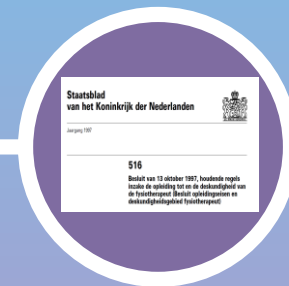 Staatsblad
van het Koninkrijk der Nederlanden
Jaargang 1997
516
Besluit van 13 oktober 1997, houdende regels
inzake de opleiding tot en de deskundigheid van
de fysiotherapeut (Besluit opleidingseisen en
deskundigheidsgebied fysiotherapeut)